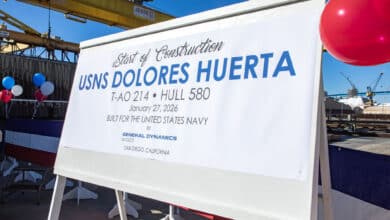 Start of Construction
USNS DOLORES HUERTA
T-AO 214 • HULL 580
January 27, 2026
BUILT FOR THE UNITED STATES NAVY
BY
GENERAL DYNAMICS
NASSCO
SAN DIEGO, CALIFORNIA